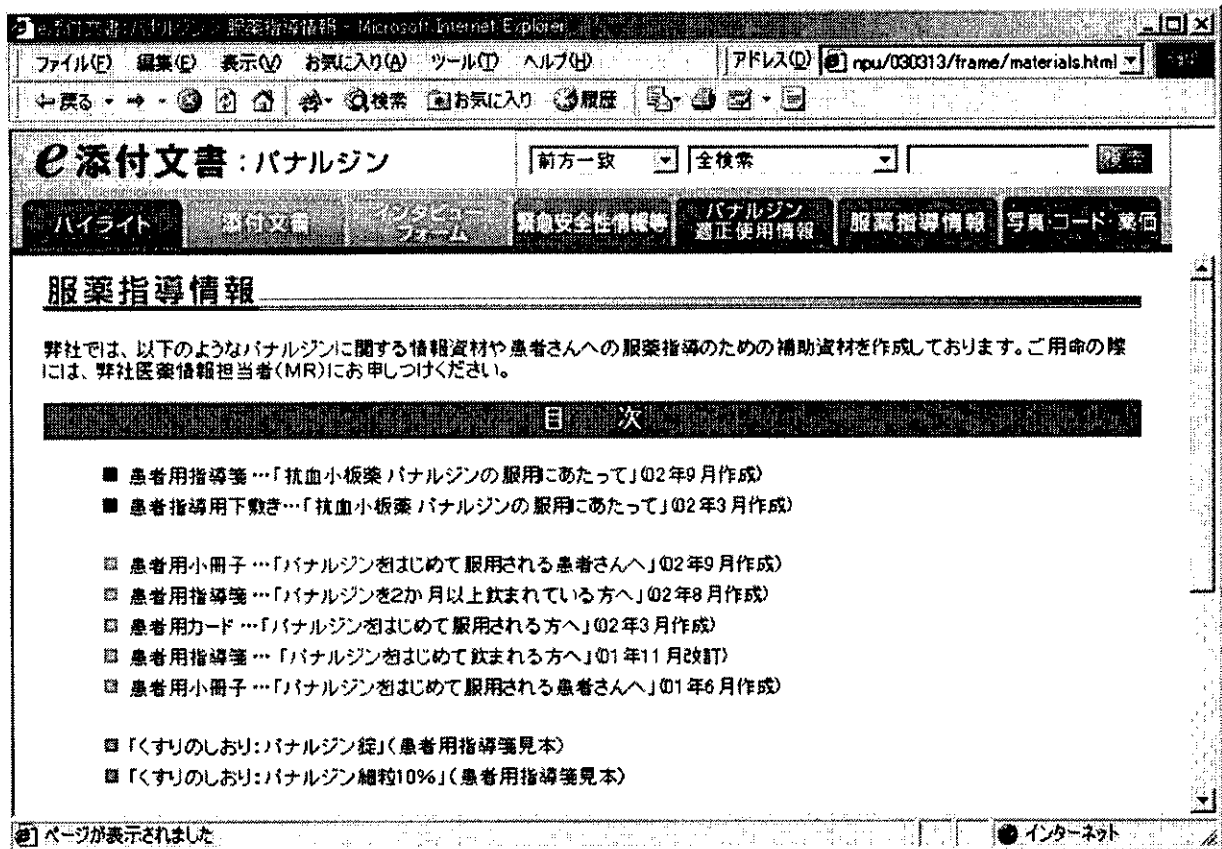 e添付文書:パナルジン - 服薬指導情報 - Microsoft Internet Explorer
ファイル(F) 編集(E) 表示(V) お気に入り(A) ツール(T) ヘルプ(H) アドレス(D) npu/030313/frame/materials.html
戻る 検索 お気に入り 履歴
e添付文書:パナルジン 前方一致 全検索 検索
ハイライト 添付文書 インタビューフォーム 緊急安全性情報等 パナルジン適正使用情報 服薬指導情報 写真・コード・薬価
服薬指導情報
弊社では、以下のようなパナルジンに関する情報資材や患者さんへの服薬指導のための補助資材を作成しております。ご用命の際
には、弊社医薬情報担当者(MR)にお申しつけください。
目 次
■ 患者用指導箋…「抗血小板薬 パナルジンの服用にあたって」(02年9月作成)
■ 患者指導用下敷き…「抗血小板薬 パナルジンの服用にあたって」(02年3月作成)
患者用小冊子…「パナルジンをはじめて服用される患者さんへ」(02年9月作成)
患者用指導箋…「パナルジンを2か月以上飲まれている方へ」(02年8月作成)
患者用カード…「パナルジンをはじめて服用される方へ」(02年3月作成)
患者用指導箋…「パナルジンをはじめて飲まれる方へ」(01年11月改訂)
患者用小冊子…「パナルジンをはじめて服用される患者さんへ」(01年6月作成)
「くすりのしおり:パナルジン錠」(患者用指導箋見本)
「くすりのしおり:パナルジン細粒10%」(患者用指導箋見本)
ページが表示されました インターネット